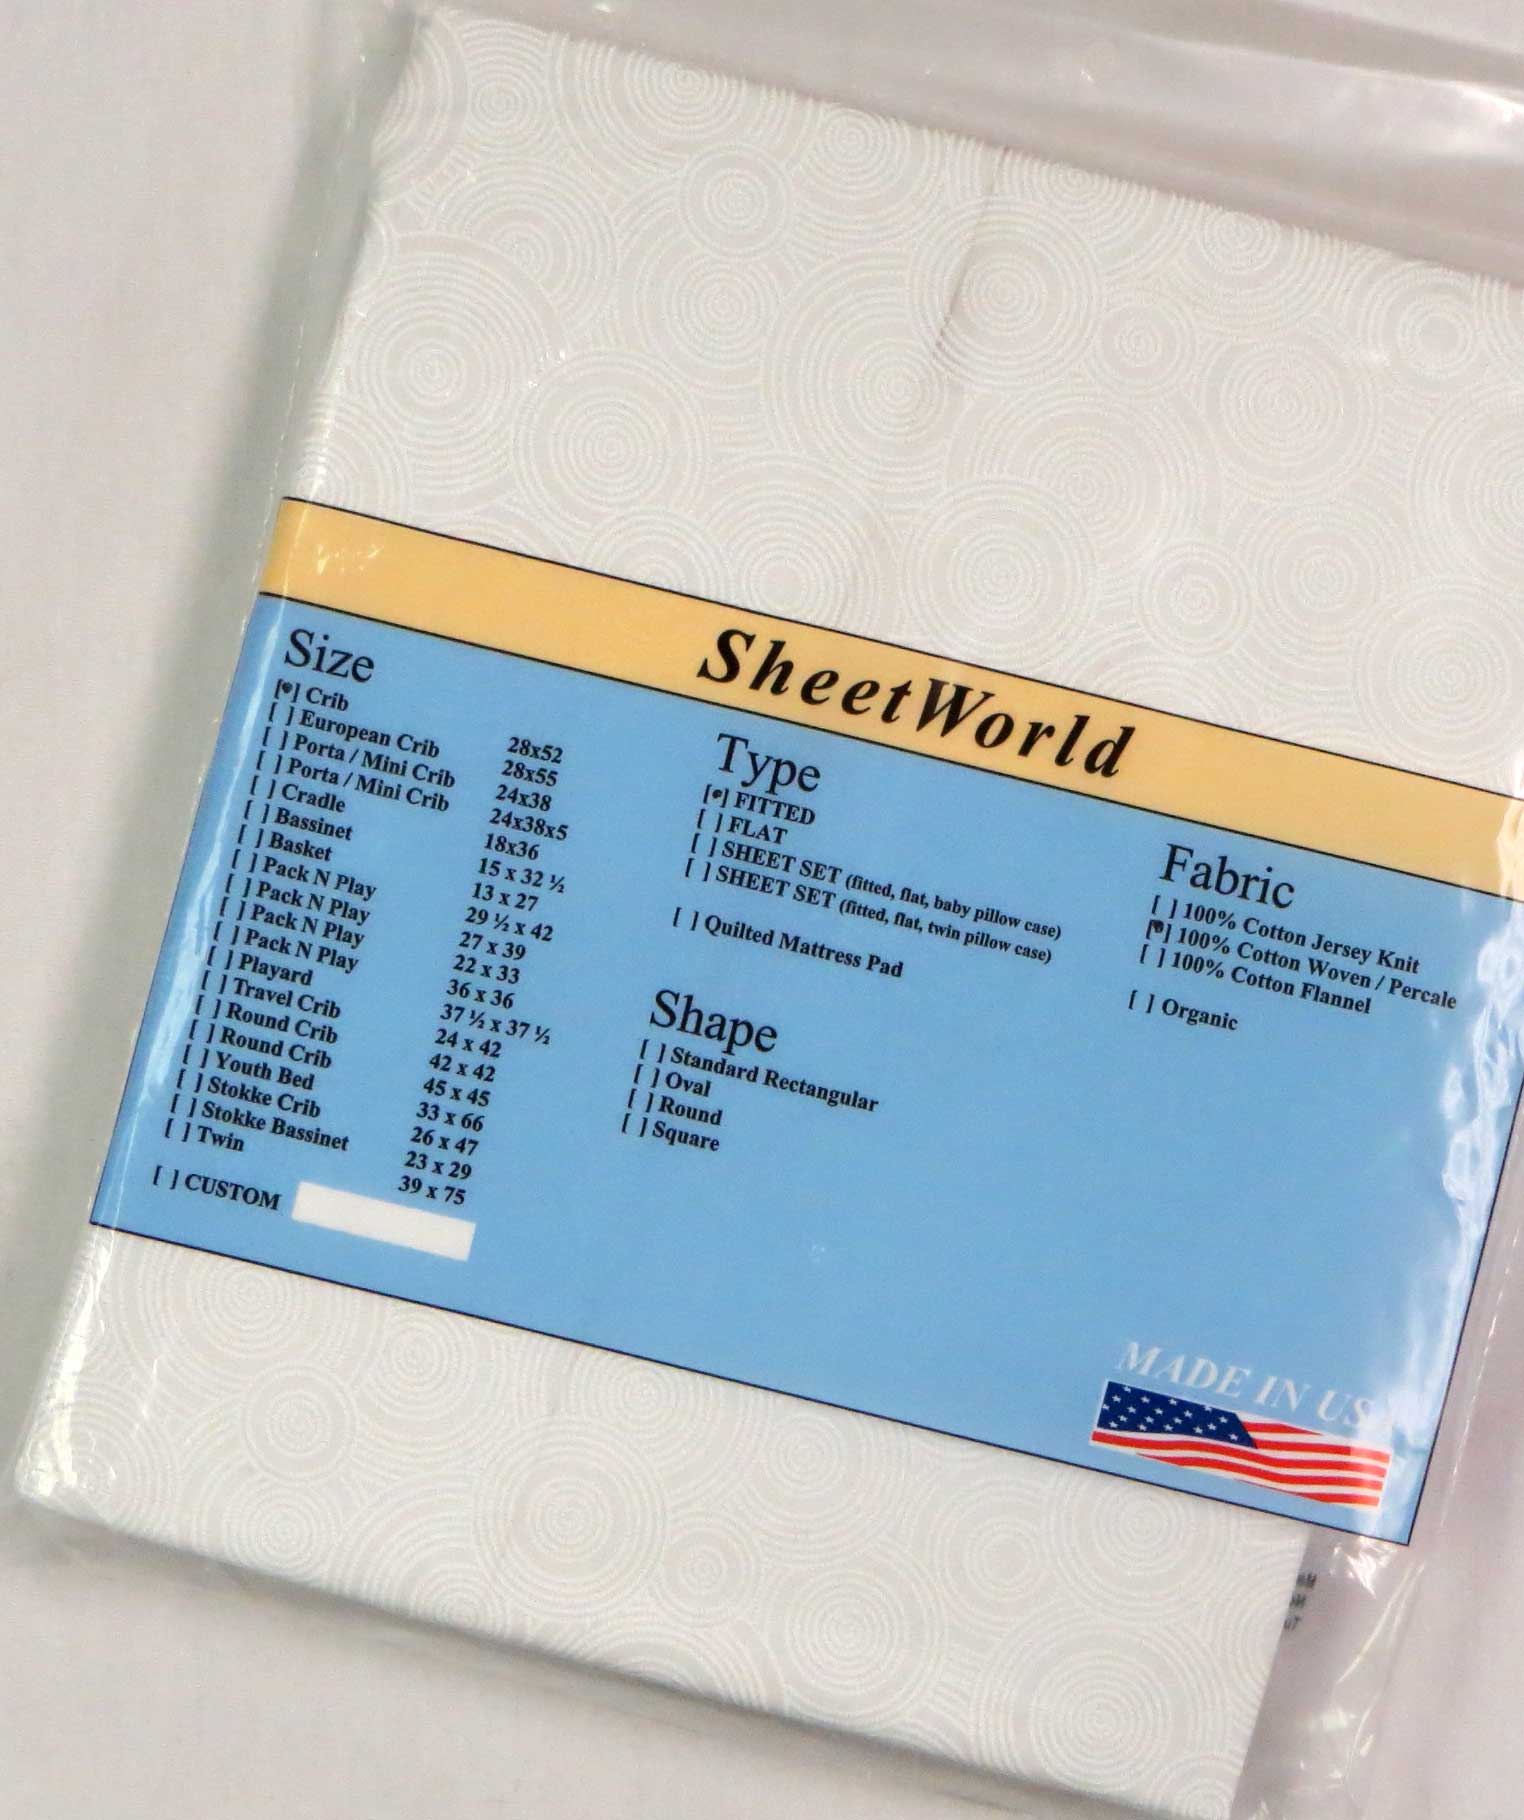 SheetWorld
Size
[•] Crib 28x52
[ ] European Crib 28x55
[ ] Porta / Mini Crib 24x38
[ ] Porta / Mini Crib 24x38x5
[ ] Cradle 18x36
[ ] Bassinet 15 x 32 ½
[ ] Basket 13 x 27
[ ] Pack N Play 29 ½ x 42
[ ] Pack N Play 27 x 39
[ ] Pack N Play 22 x 33
[ ] Pack N Play 36 x 36
[ ] Playard 37 ½ x 37 ½
[ ] Travel Crib 24 x 42
[ ] Round Crib 42 x 42
[ ] Round Crib 45 x 45
[ ] Youth Bed 33 x 66
[ ] Stokke Crib 26 x 47
[ ] Stokke Bassinet 23 x 29
[ ] Twin 39 x 75
[ ] CUSTOM
Type
[•] FITTED
[ ] FLAT
[ ] SHEET SET (fitted, flat, baby pillow case)
[ ] SHEET SET (fitted, flat, twin pillow case)
[ ] Quilted Mattress Pad
Shape
[ ] Standard Rectangular
[ ] Oval
[ ] Round
[ ] Square
Fabric
[ ] 100% Cotton Jersey Knit
[•] 100% Cotton Woven / Percale
[ ] 100% Cotton Flannel
[ ] Organic
MADE IN USA